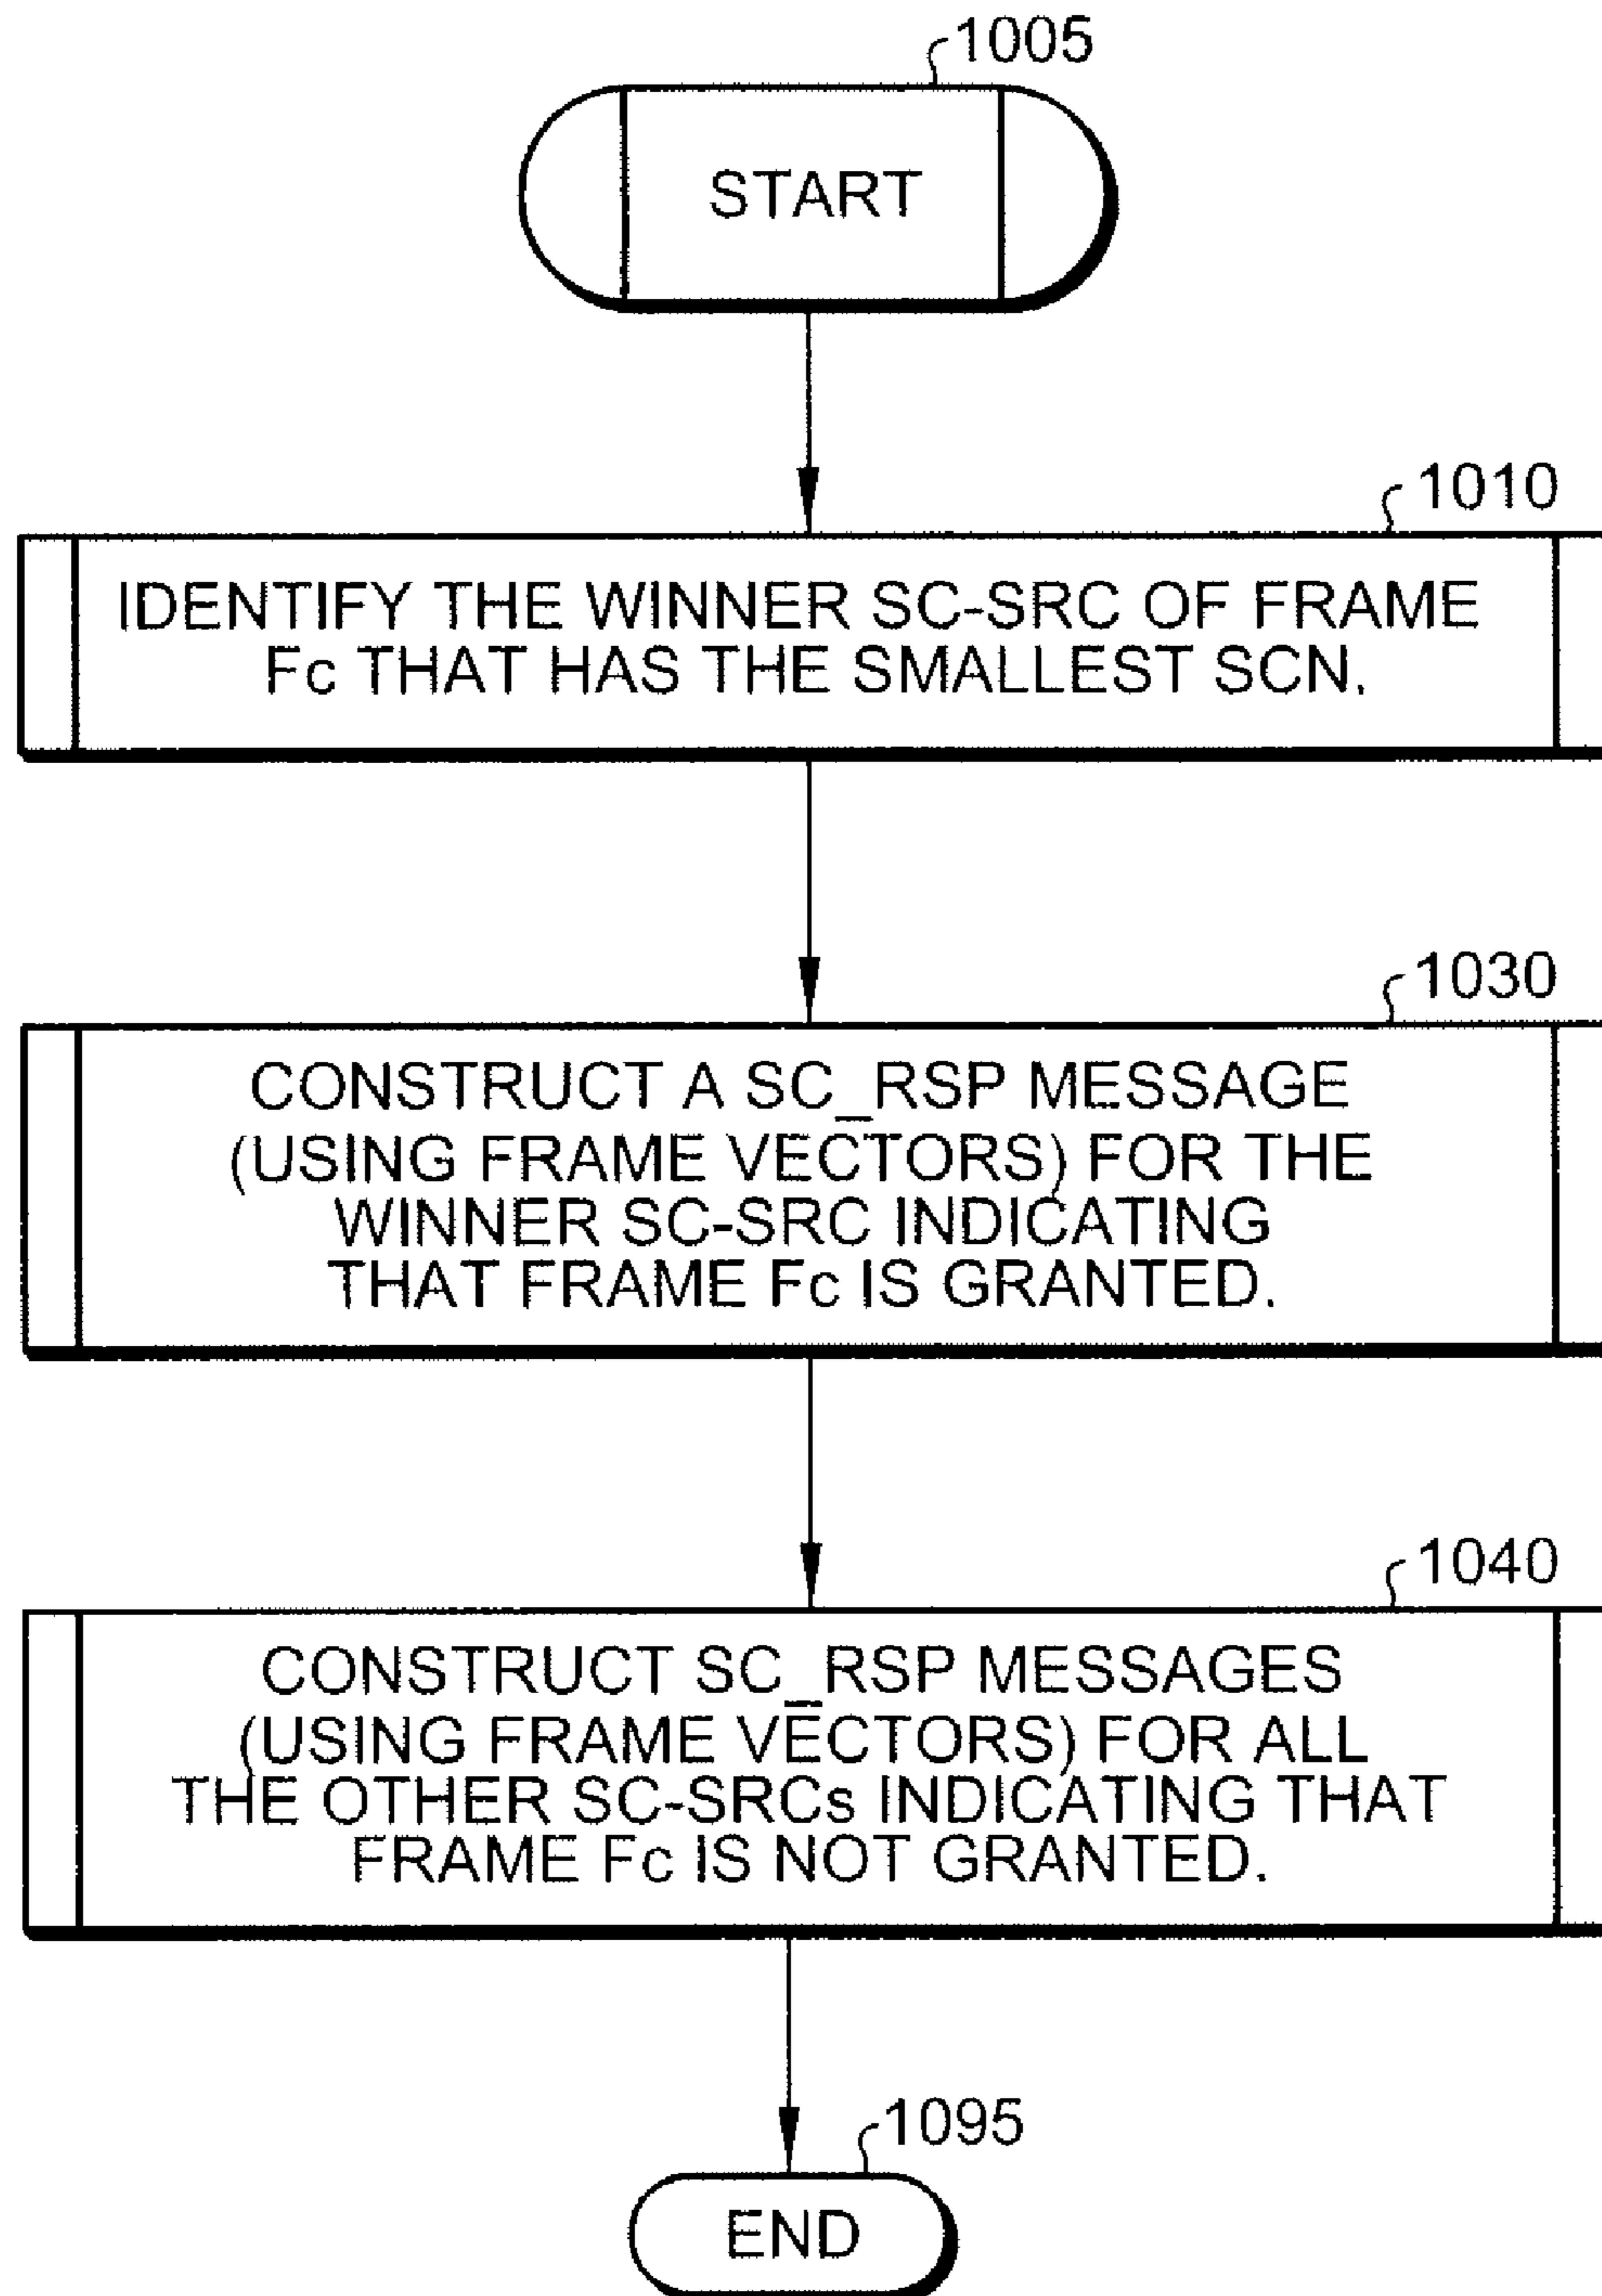 1005
START
1010
IDENTIFY THE WINNER SC-SRC OF FRAME
Fc THAT HAS THE SMALLEST SCN.
1030
CONSTRUCT A SC_RSP MESSAGE
(USING FRAME VECTORS) FOR THE
WINNER SC-SRC INDICATING
THAT FRAME Fc IS GRANTED.
1040
CONSTRUCT SC_RSP MESSAGES
(USING FRAME VECTORS) FOR ALL
THE OTHER SC-SRCs INDICATING THAT
FRAME Fc IS NOT GRANTED.
1095
END